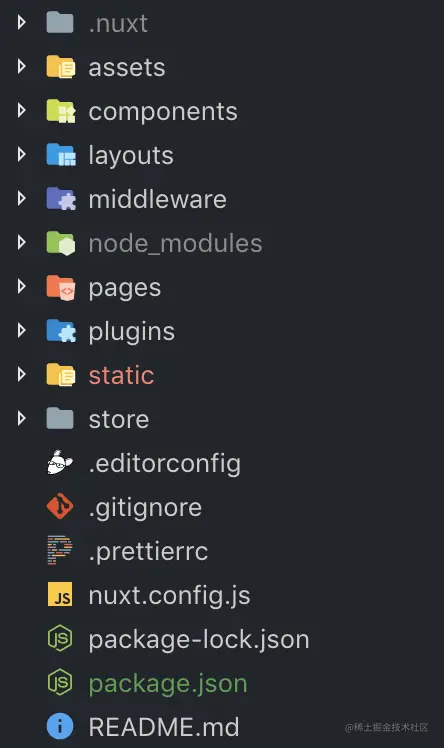 .nuxt
assets
components
layouts
middleware
node_modules
pages
plugins
static
store
.editorconfig
.gitignore
.prettierrc
JS nuxt.config.js
package-lock.json
package.json
README.md
@稀土掘金技术社区